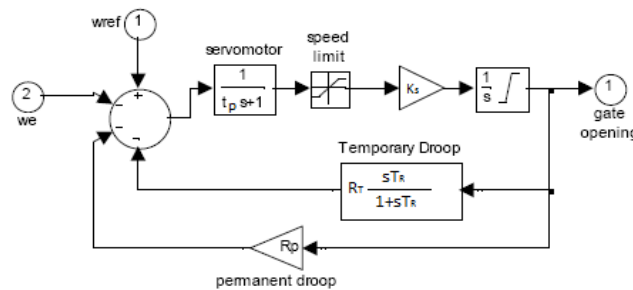 1
wref
2
we
+
-
-
-
servomotor
1
t_p s+1
speed
limit
Ks
1
s
1
gate
opening
Temporary Droop
RT sTR
1+sTR
Rp
permanent droop